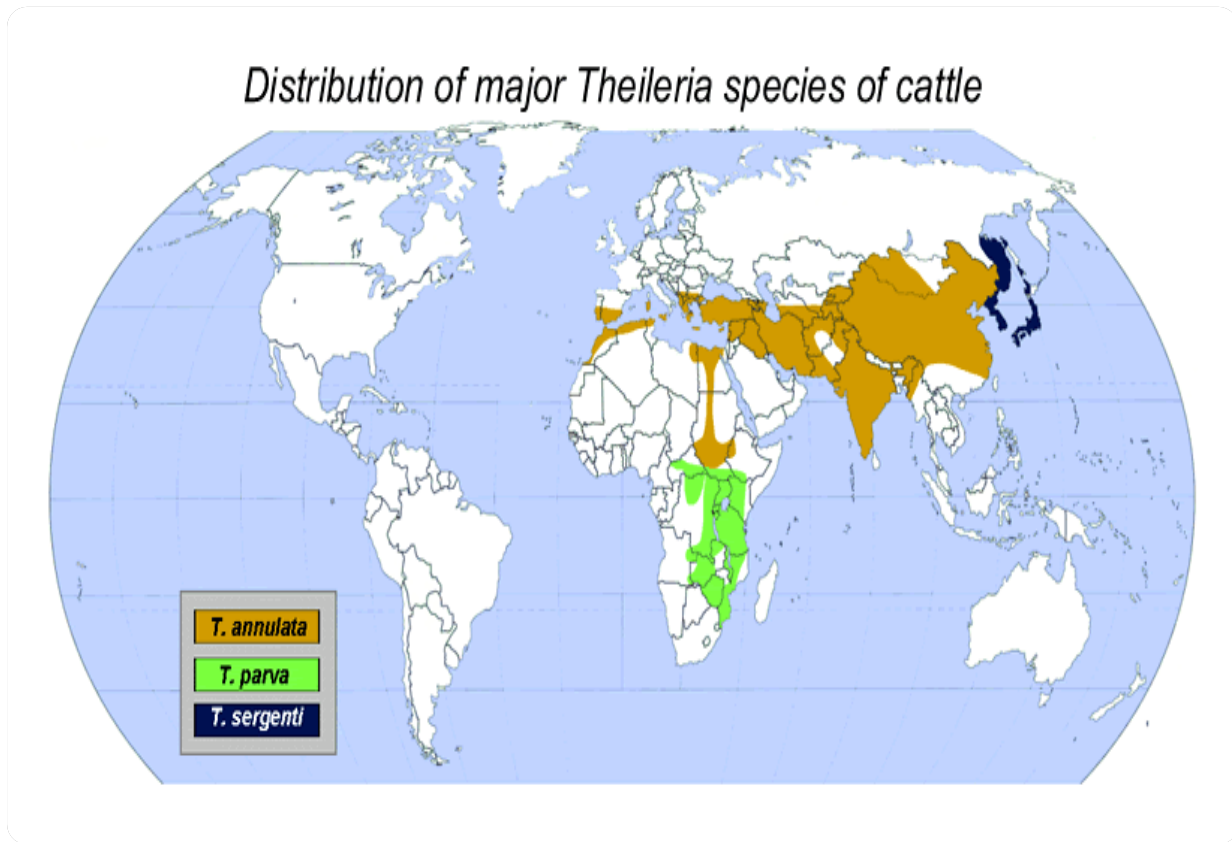 Distribution of major Theileria species of cattle
T. annulata
T. parva
T. sergenti